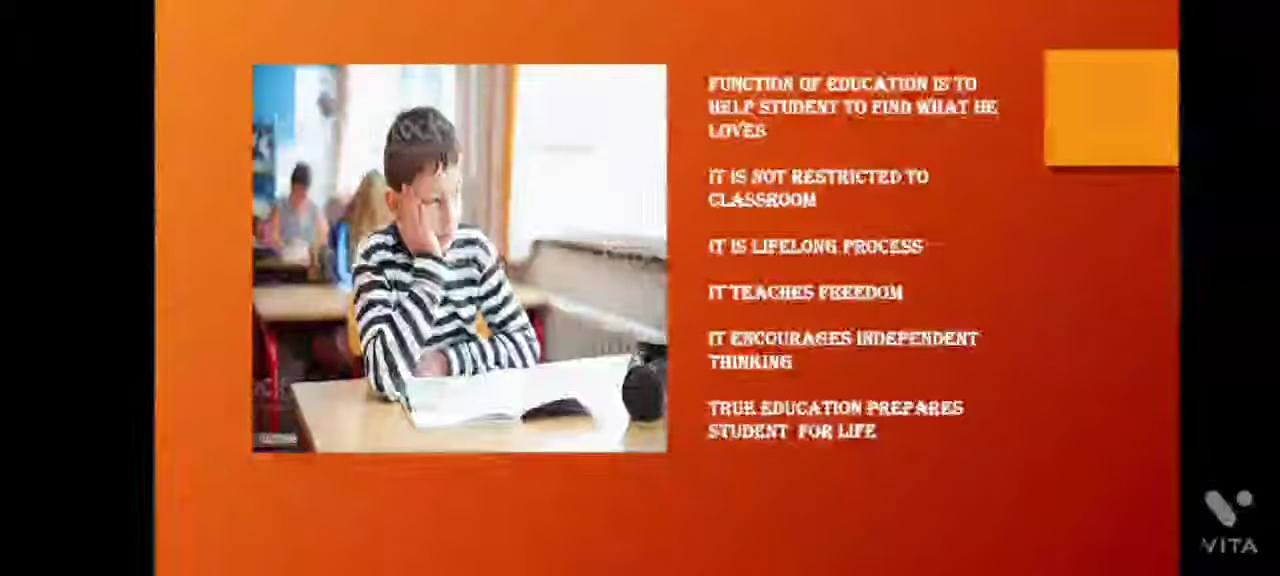 FUNCTION OF EDUCATION IS TO
HELP STUDENT TO FIND WHAT HE
LOVES
IT IS NOT RESTRICTED TO
CLASSROOM
IT IS LIFELONG PROCESS
IT TEACHES FREEDOM
IT ENCOURAGES INDEPENDENT
THINKING
TRUE EDUCATION PREPARES
STUDENT FOR LIFE
VITA